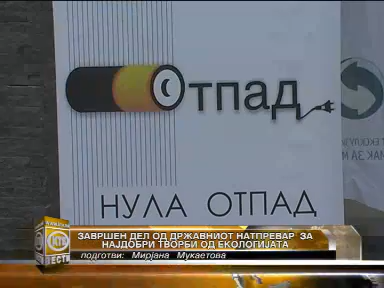 Отпад
НУЛА ОТПАД
ЗАВРШЕН ДЕЛ ОД ДРЖАВНИОТ НАТПРЕВАР ЗА
НАЈДОБРИ ТВОРБИ ОД ЕКОЛОГИЈАТА
подготви: Мирјана Мукаетова
ВЕСТИ